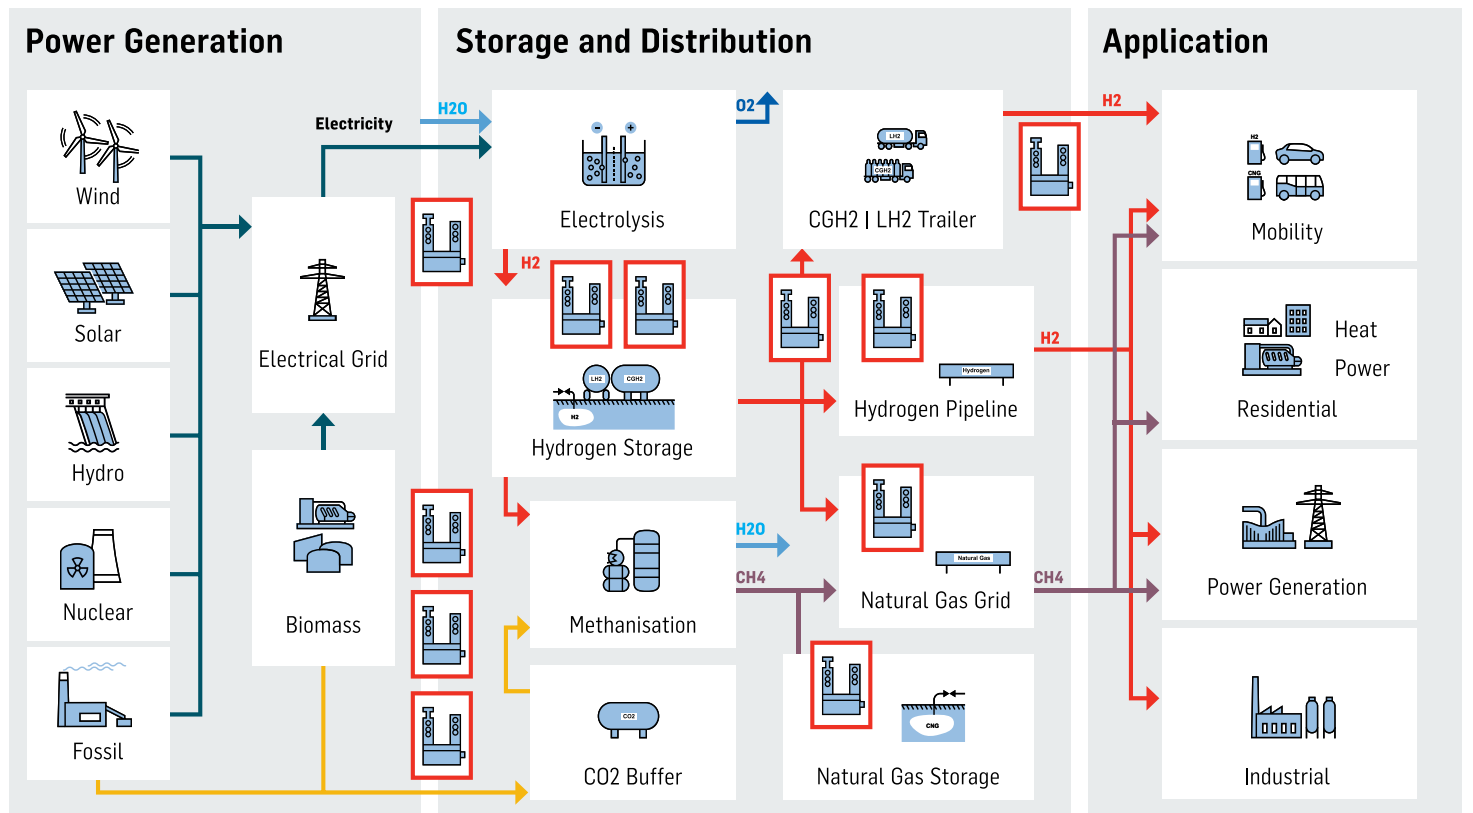 Power Generation
Wind
Solar
Hydro
Nuclear
Fossil
Electricity
Electrical Grid
Biomass
Storage and Distribution
H2O
Electrolysis
O2
H2
LH2
CGH2
H2
Hydrogen Storage
Methanisation
H2O
CH4
CO2
CO2 Buffer
LH2
CGH2
CGH2 | LH2 Trailer
Hydrogen
Hydrogen Pipeline
H2
Natural Gas
Natural Gas Grid
CH4
CNG
Natural Gas Storage
Application
H2
H2
CNG
Mobility
Heat
Power
Residential
Power Generation
Industrial